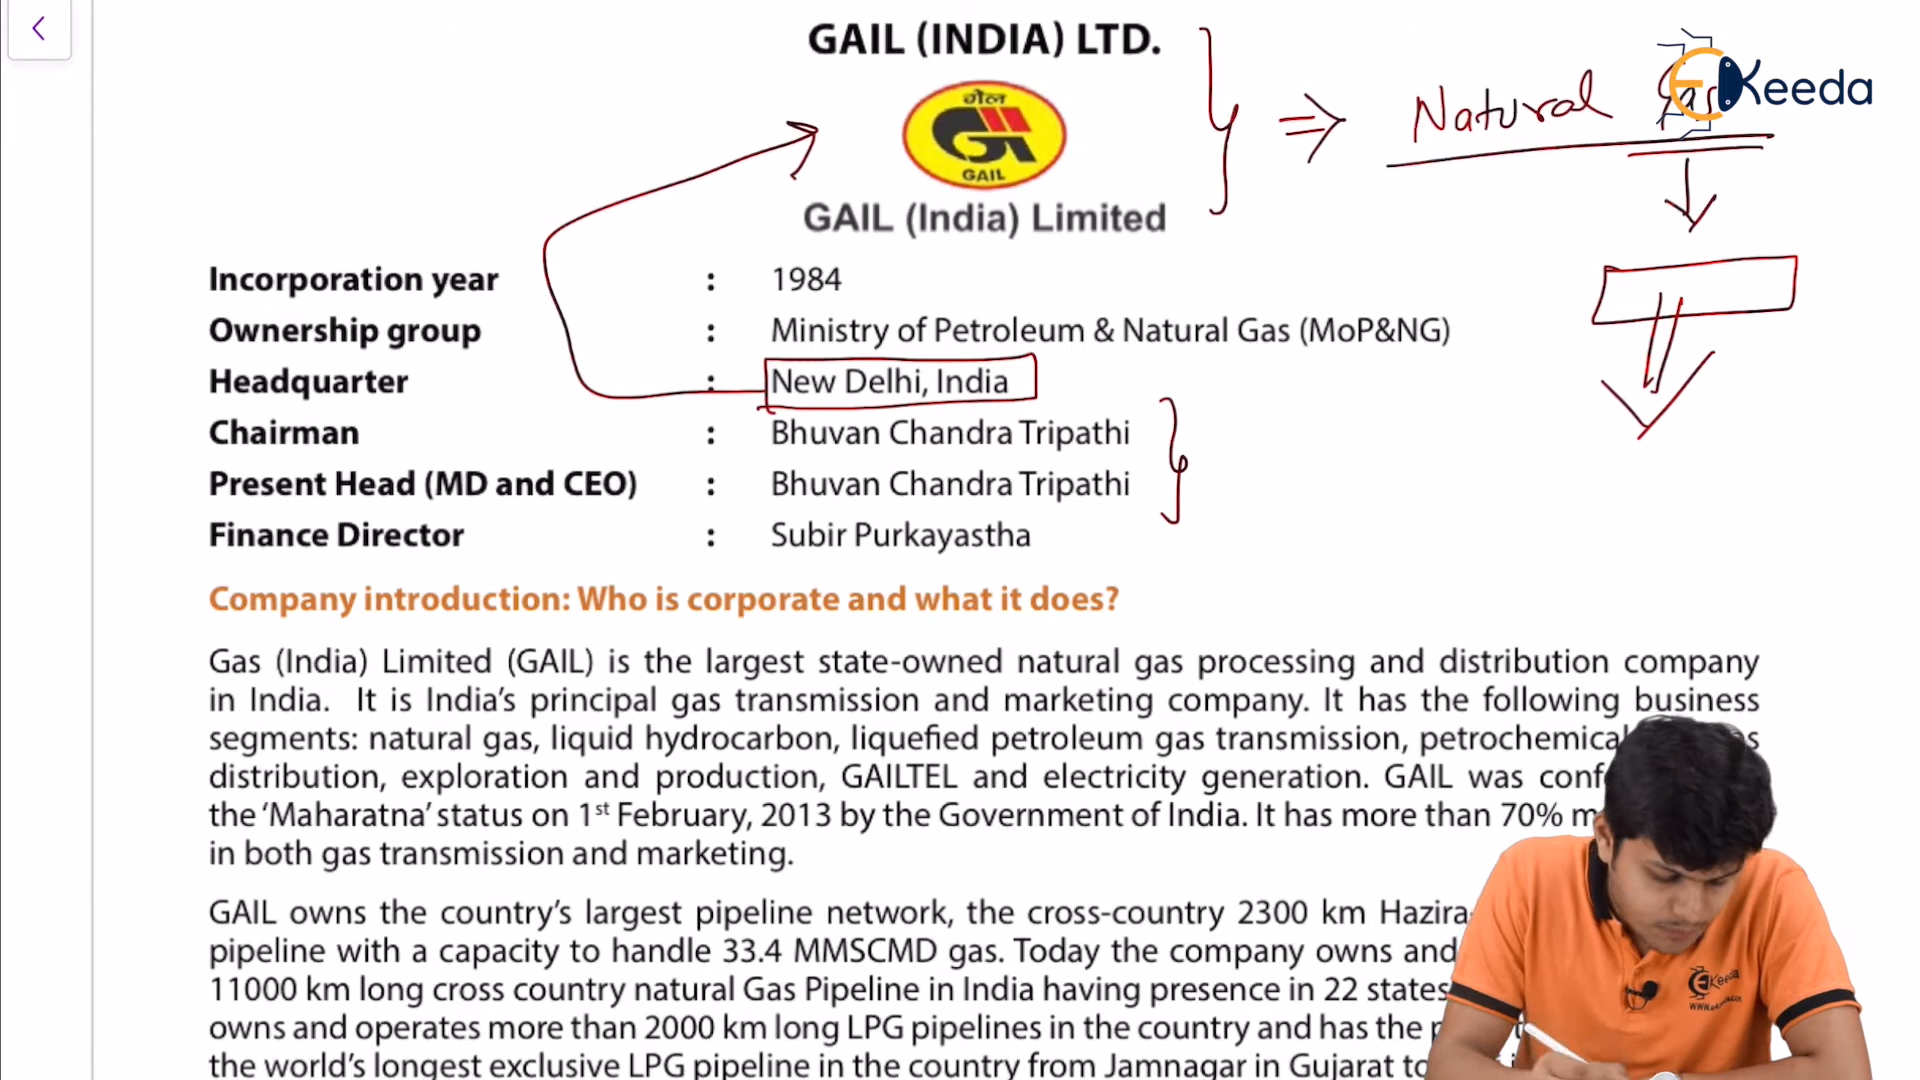 GAIL (INDIA) LTD.
गेल
GAIL
GAIL (India) Limited
Natural Gas
EKeeda
Incorporation year : 1984
Ownership group : Ministry of Petroleum & Natural Gas (MoP&NG)
Headquarter : New Delhi, India
Chairman : Bhuvan Chandra Tripathi
Present Head (MD and CEO) : Bhuvan Chandra Tripathi
Finance Director : Subir Purkayastha
Company introduction: Who is corporate and what it does?
Gas (India) Limited (GAIL) is the largest state-owned natural gas processing and distribution company
in India. It is India's principal gas transmission and marketing company. It has the following business
segments: natural gas, liquid hydrocarbon, liquefied petroleum gas transmission, petrochemical
distribution, exploration and production, GAILTEL and electricity generation. GAIL was
the 'Maharatna' status on 1st February, 2013 by the Government of India. It has more than 70%
in both gas transmission and marketing.
GAIL owns the country's largest pipeline network, the cross-country 2300 km Hazira
pipeline with a capacity to handle 33.4 MMSCMD gas. Today the company owns and
11000 km long cross country natural Gas Pipeline in India having presence in 22 states
owns and operates more than 2000 km long LPG pipelines in the country and has the
the world's longest exclusive LPG pipeline in the country from Jamnagar in Gujarat to
EKeeda